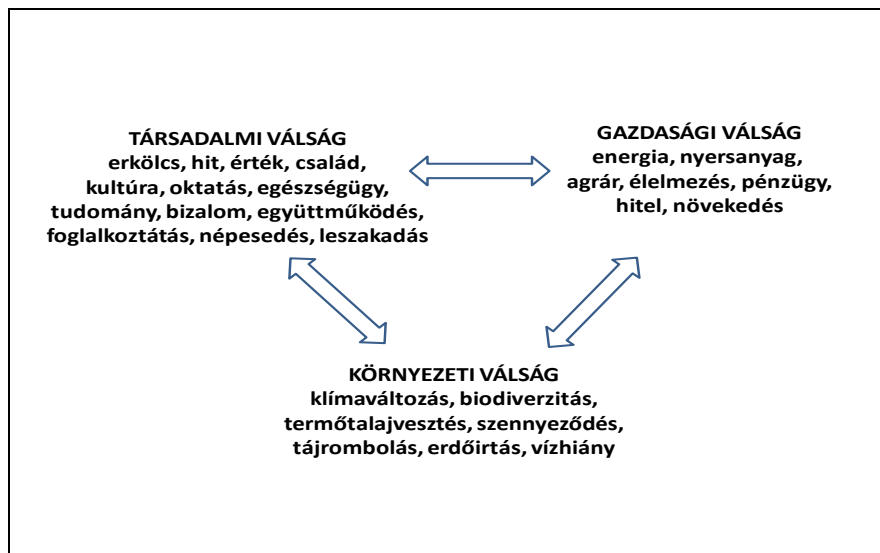 TÁRSADALMI VÁLSÁG
erkölcs, hit, érték, család,
kultúra, oktatás, egészségügy,
tudomány, bizalom, együttműködés,
foglalkoztatás, népesedés, leszakadás
GAZDASÁGI VÁLSÁG
energia, nyersanyag,
agrár, élelmezés, pénzügy,
hitel, növekedés
KÖRNYEZETI VÁLSÁG
klímaváltozás, biodiverzitás,
termőtalajvesztés, szennyeződés,
tájrombolás, erdőirtás, vízhiány